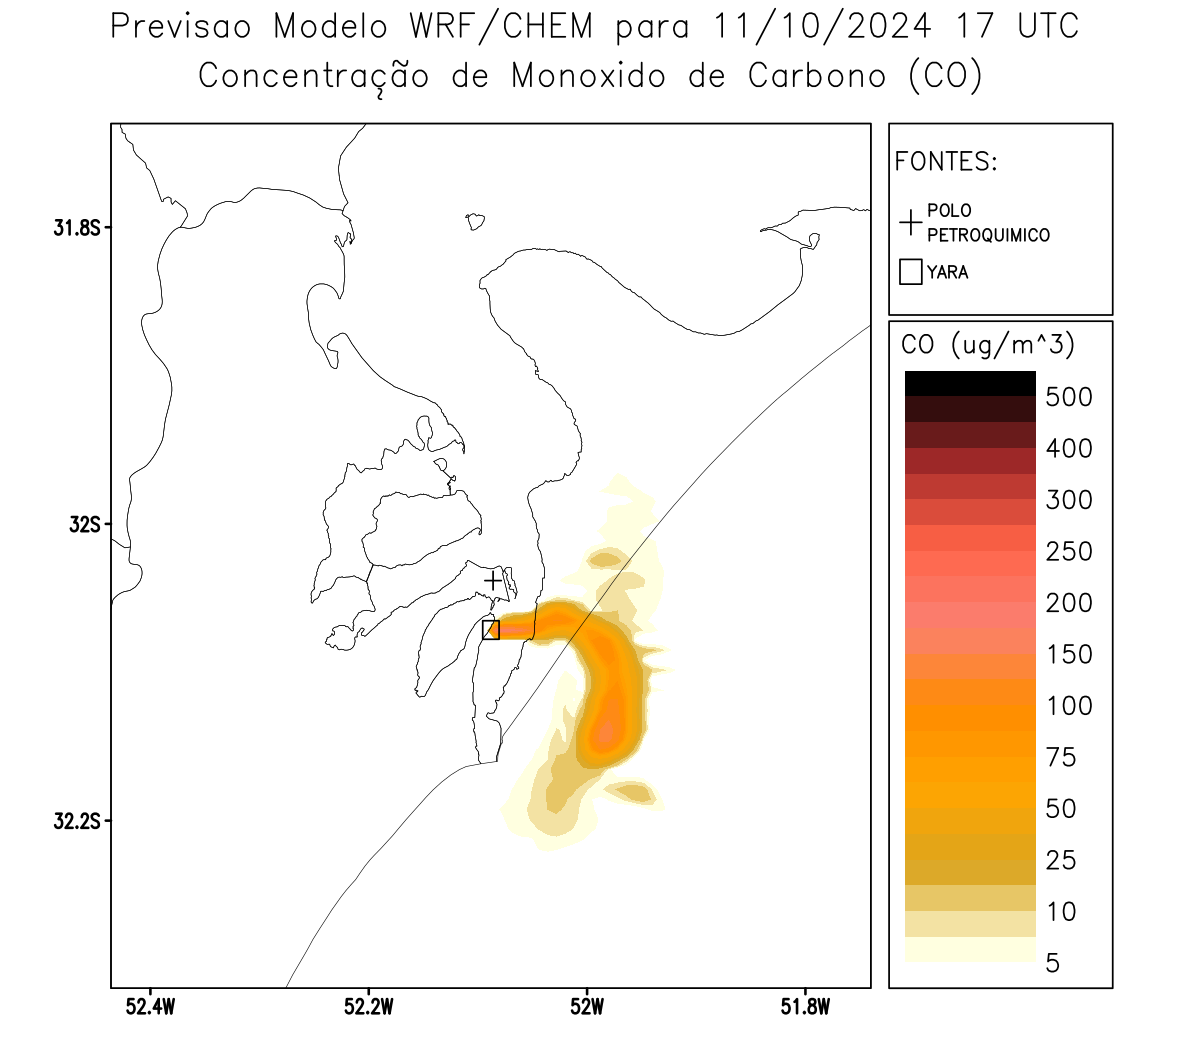 Previsao Modelo WRF/CHEM para 11/10/2024 17 UTC
Concentração de Monoxido de Carbono (CO)
FONTES:
POLO
PETROQUIMICO
YARA
CO (ug/m^3)
500
400
300
250
200
150
100
75
50
25
10
5
31.8S
32S
32.2S
52.4W
52.2W
52W
51.8W